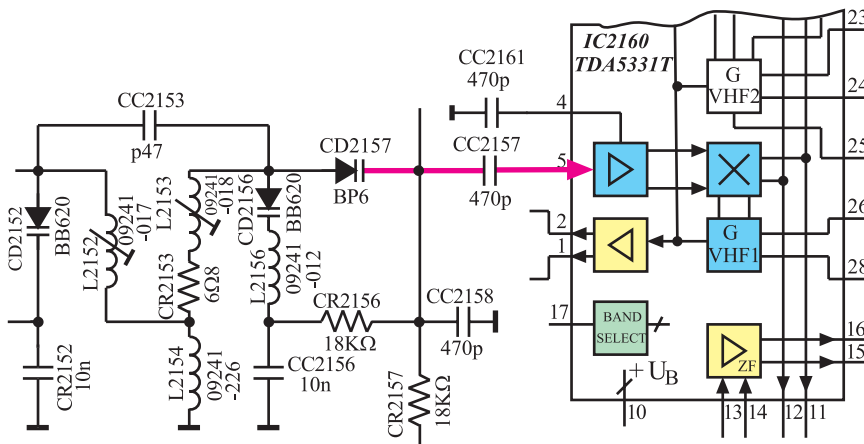 23
IC2160
TDA5331T
CC2161
470p
G
VHF2
CC2153
4
24
p47
CD2157
CC2157
5
25
BP6
470p
CD2152
BB620
L2152
09241
-017
L2153
09241
-018
CD2156
BB620
CR2153
6Ω8
L2156
09241
-012
2
1
G
VHF1
26
28
CR2156
18KΩ
CC2158
470p
17
BAND
SELECT
ZF
16
15
CR2152
10n
L2154
09241
-226
CC2156
10n
CR2157
18KΩ
+UB
10
13
14
12
11